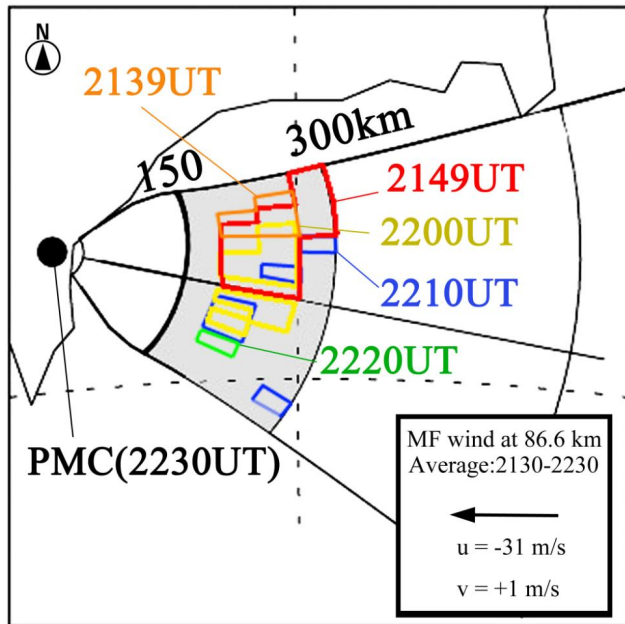 N
2139UT
300km
150
2149UT
2200UT
2210UT
2220UT
PMC(2230UT)
MF wind at 86.6 km
Average:2130-2230
u = -31 m/s
v = +1 m/s